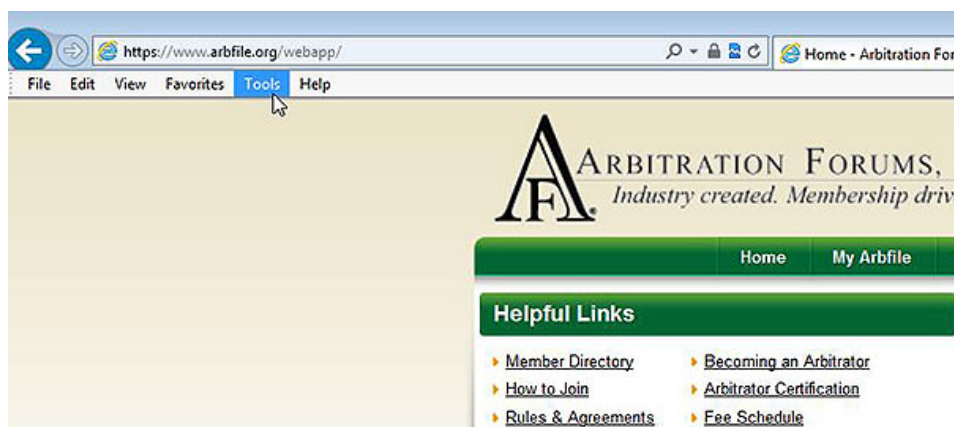 https://www.arbfile.org/webapp/
Home - Arbitration For
File Edit View Favorites Tools Help
AF®
ARBITRATION FORUMS,
Industry created. Membership driv
Home My Arbfile
Helpful Links
Member Directory Becoming an Arbitrator
How to Join Arbitrator Certification
Rules & Agreements Fee Schedule